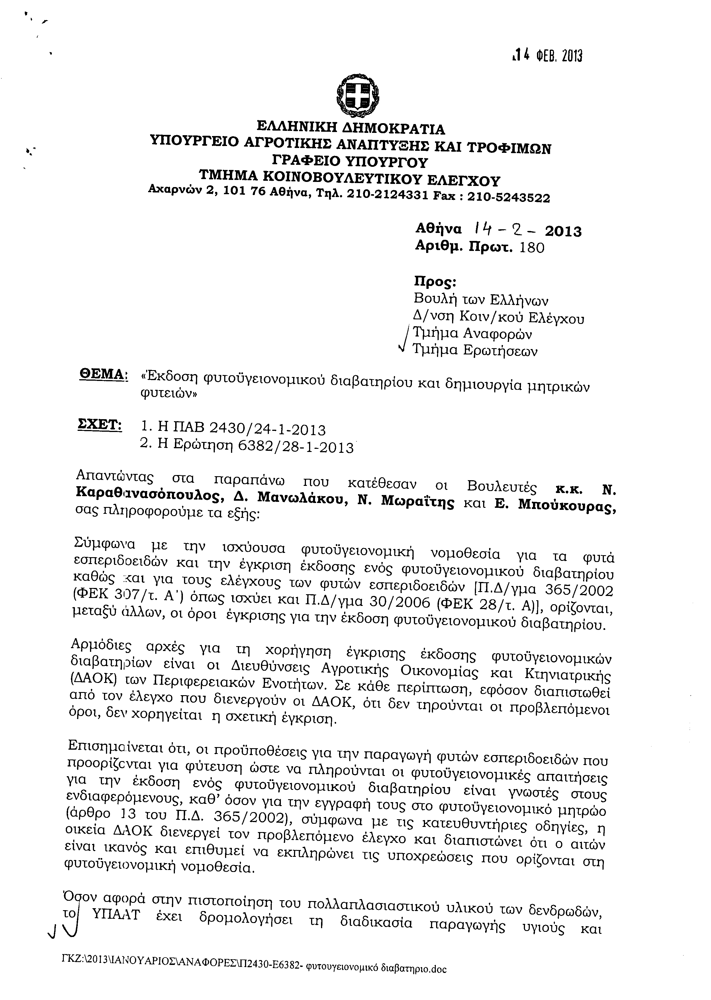 14 ΦΕΒ. 2013
ΕΛΛΗΝΙΚΗ ΔΗΜΟΚΡΑΤΙΑ
ΥΠΟΥΡΓΕΙΟ ΑΓΡΟΤΙΚΗΣ ΑΝΑΠΤΥΞΗΣ ΚΑΙ ΤΡΟΦΙΜΩΝ
ΓΡΑΦΕΙΟ ΥΠΟΥΡΓΟΥ
ΤΜΗΜΑ ΚΟΙΝΟΒΟΥΛΕΥΤΙΚΟΥ ΕΛΕΓΧΟΥ
Αχαρνών 2, 101 76 Αθήνα, Τηλ. 210-2124331 Fax : 210-5243522
Αθήνα 14 - 2 - 2013
Αριθμ. Πρωτ. 180
Προς:
Βουλή των Ελλήνων
Δ/νση Κοιν/κού Ελέγχου
Τμήμα Αναφορών
Τμήμα Ερωτήσεων
ΘΕΜΑ: «Έκδοση φυτοϋγειονομικού διαβατηρίου και δημιουργία μητρικών
φυτειών»
ΣΧΕΤ: 1. Η ΠΑΒ 2430/24-1-2013
2. Η Ερώτηση 6382/28-1-2013
Απαντώντας στα παραπάνω που κατέθεσαν οι Βουλευτές κ.κ. Ν.
Καραθανασόπουλος, Δ. Μανωλάκου, Ν. Μωραΐτης και Ε. Μπούκουρας,
σας πληροφορούμε τα εξής:
Σύμφωνα με την ισχύουσα φυτοϋγειονομική νομοθεσία για τα φυτά
εσπεριδοειδών και την έγκριση έκδοσης ενός φυτοϋγειονομικού διαβατηρίου
καθώς και για τους ελέγχους των φυτών εσπεριδοειδών [Π.Δ/γμα 365/2002
(ΦΕΚ 307/τ. Α') όπως ισχύει και Π.Δ/γμα 30/2006 (ΦΕΚ 28/τ. Α)], ορίζονται,
μεταξύ άλλων, οι όροι έγκρισης για την έκδοση φυτοϋγειονομικού διαβατηρίου.
Αρμόδιες αρχές για τη χορήγηση έγκρισης έκδοσης φυτοϋγειονομικών
διαβατηρίων είναι οι Διευθύνσεις Αγροτικής Οικονομίας και Κτηνιατρικής
(ΔΑΟΚ) των Περιφερειακών Ενοτήτων. Σε κάθε περίπτωση, εφόσον διαπιστωθεί
από τον έλεγχο που διενεργούν οι ΔΑΟΚ, ότι δεν τηρούνται οι προβλεπόμενοι
όροι, δεν χορηγείται η σχετική έγκριση.
Επισημαίνεται ότι, οι προϋποθέσεις για την παραγωγή φυτών εσπεριδοειδών που
προορίζονται για φύτευση ώστε να πληρούνται οι φυτοϋγειονομικές απαιτήσεις
για την έκδοση ενός φυτοϋγειονομικού διαβατηρίου είναι γνωστές στους
ενδιαφερόμενους, καθ’ όσον για την εγγραφή τους στο φυτοϋγειονομικό μητρώο
(άρθρο 13 του Π.Δ. 365/2002), σύμφωνα με τις κατευθυντήριες οδηγίες, η
οικεία ΔΑΟΚ διενεργεί τον προβλεπόμενο έλεγχο και διαπιστώνει ότι ο αιτών
είναι ικανός και επιθυμεί να εκπληρώνει τις υποχρεώσεις που ορίζονται στη
φυτοϋγειονομική νομοθεσία.
Όσον αφορά στην πιστοποίηση του πολλαπλασιαστικού υλικού των δενδρωδών,
το ΥΠΑΑΤ έχει δρομολογήσει τη διαδικασία παραγωγής υγιούς και
ΓΚΖ:\2013\ΙΑΝΟΥΑΡΙΟΣ\ΑΝΑΦΟΡΕΣ\Π2430-Ε6382- φυτουγειονομικό διαβατηριο.doc